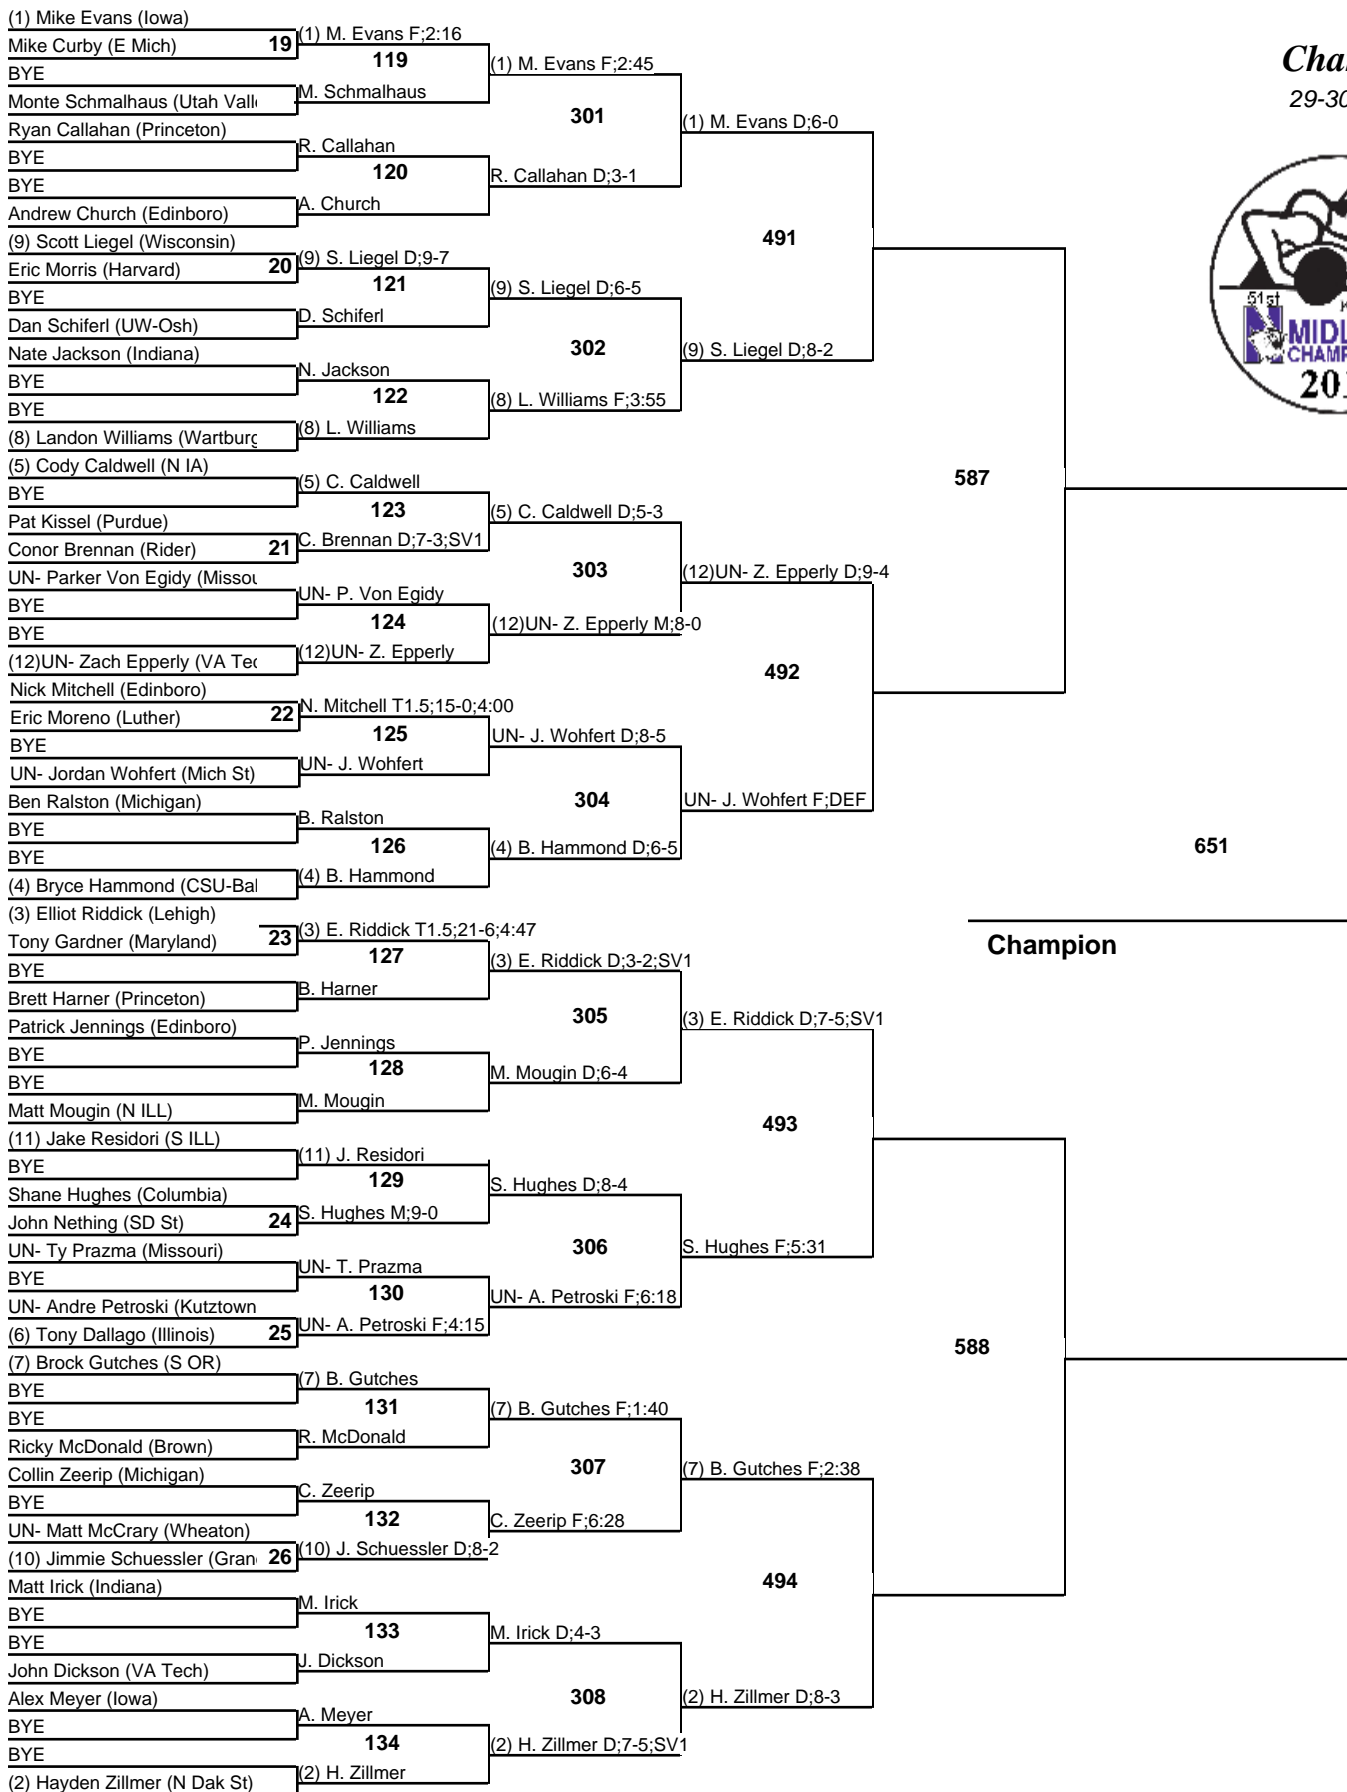 (1) Mike Evans (Iowa)
Mike Curby (E Mich)
19
BYE
Monte Schmalhaus (Utah Vall
Ryan Callahan (Princeton)
BYE
BYE
Andrew Church (Edinboro)
(9) Scott Liegel (Wisconsin)
Eric Morris (Harvard)
20
BYE
Dan Schiferl (UW-Osh)
Nate Jackson (Indiana)
BYE
BYE
(8) Landon Williams (Wartburg
(5) Cody Caldwell (N IA)
BYE
Pat Kissel (Purdue)
Conor Brennan (Rider)
21
UN- Parker Von Egidy (Missou
BYE
BYE
(12)UN- Zach Epperly (VA Tec
Nick Mitchell (Edinboro)
Eric Moreno (Luther)
22
BYE
UN- Jordan Wohfert (Mich St)
Ben Ralston (Michigan)
BYE
BYE
(4) Bryce Hammond (CSU-Bal
(3) Elliot Riddick (Lehigh)
Tony Gardner (Maryland)
23
BYE
Brett Harner (Princeton)
Patrick Jennings (Edinboro)
BYE
BYE
Matt Mougin (N ILL)
(11) Jake Residori (S ILL)
BYE
Shane Hughes (Columbia)
John Nething (SD St)
24
UN- Ty Prazma (Missouri)
BYE
UN- Andre Petroski (Kutztown
(6) Tony Dallago (Illinois)
25
(7) Brock Gutches (S OR)
BYE
BYE
Ricky McDonald (Brown)
Collin Zeerip (Michigan)
BYE
UN- Matt McCrary (Wheaton)
(10) Jimmie Schuessler (Gran
26
Matt Irick (Indiana)
BYE
BYE
John Dickson (VA Tech)
Alex Meyer (Iowa)
BYE
BYE
(2) Hayden Zillmer (N Dak St)
(1) M. Evans F;2:16
119
M. Schmalhaus
R. Callahan
120
A. Church
(9) S. Liegel D;9-7
121
D. Schiferl
N. Jackson
122
(8) L. Williams
(5) C. Caldwell
123
C. Brennan D;7-3;SV1
UN- P. Von Egidy
124
(12)UN- Z. Epperly
N. Mitchell T1.5;15-0;4:00
125
UN- J. Wohfert
B. Ralston
126
(4) B. Hammond
(3) E. Riddick T1.5;21-6;4:47
127
B. Harner
P. Jennings
128
M. Mougin
(11) J. Residori
129
S. Hughes M;9-0
UN- T. Prazma
130
UN- A. Petroski F;4:15
(7) B. Gutches
131
R. McDonald
C. Zeerip
132
(10) J. Schuessler D;8-2
M. Irick
133
J. Dickson
A. Meyer
134
(2) H. Zillmer
(1) M. Evans F;2:45
301
R. Callahan D;3-1
(9) S. Liegel D;6-5
302
(8) L. Williams F;3:55
(5) C. Caldwell D;5-3
303
(12)UN- Z. Epperly M;8-0
UN- J. Wohfert D;8-5
304
(4) B. Hammond D;6-5
(3) E. Riddick D;3-2;SV1
305
M. Mougin D;6-4
S. Hughes D;8-4
306
UN- A. Petroski F;6:18
(7) B. Gutches F;1:40
307
C. Zeerip F;6:28
M. Irick D;4-3
308
(2) H. Zillmer D;7-5;SV1
(1) M. Evans D;6-0
491
(9) S. Liegel D;8-2
(12)UN- Z. Epperly D;9-4
492
UN- J. Wohfert F;DEF
(3) E. Riddick D;7-5;SV1
493
S. Hughes F;5:31
(7) B. Gutches F;2:38
494
(2) H. Zillmer D;8-3
587
588
651
Champion
Cha
29-30
51st
N
MIDL
CHAMP
201